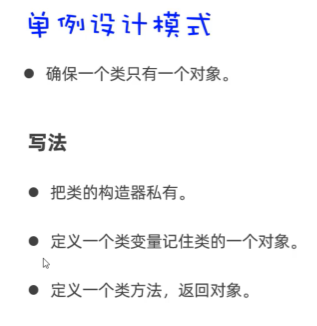 单例设计模式
● 确保一个类只有一个对象。
写法
● 把类的构造器私有。
● 定义一个类变量记住类的一个对象。
● 定义一个类方法，返回对象。